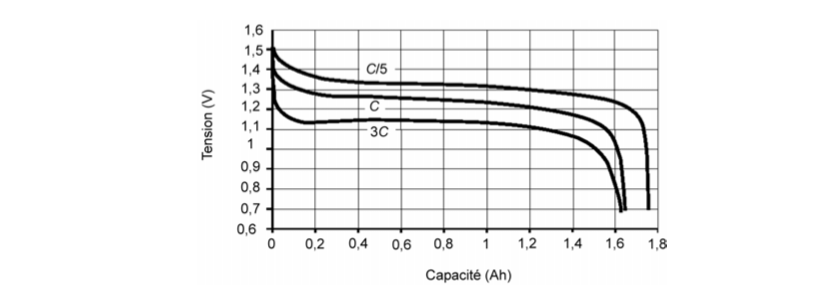 1,6
1,5
1,4
1,3
1,2
1,1
1
0,9
0,8
0,7
0,6
Tension (V)
C/5
C
3C
0 0,2 0,4 0,6 0,8 1 1,2 1,4 1,6 1,8
Capacité (Ah)